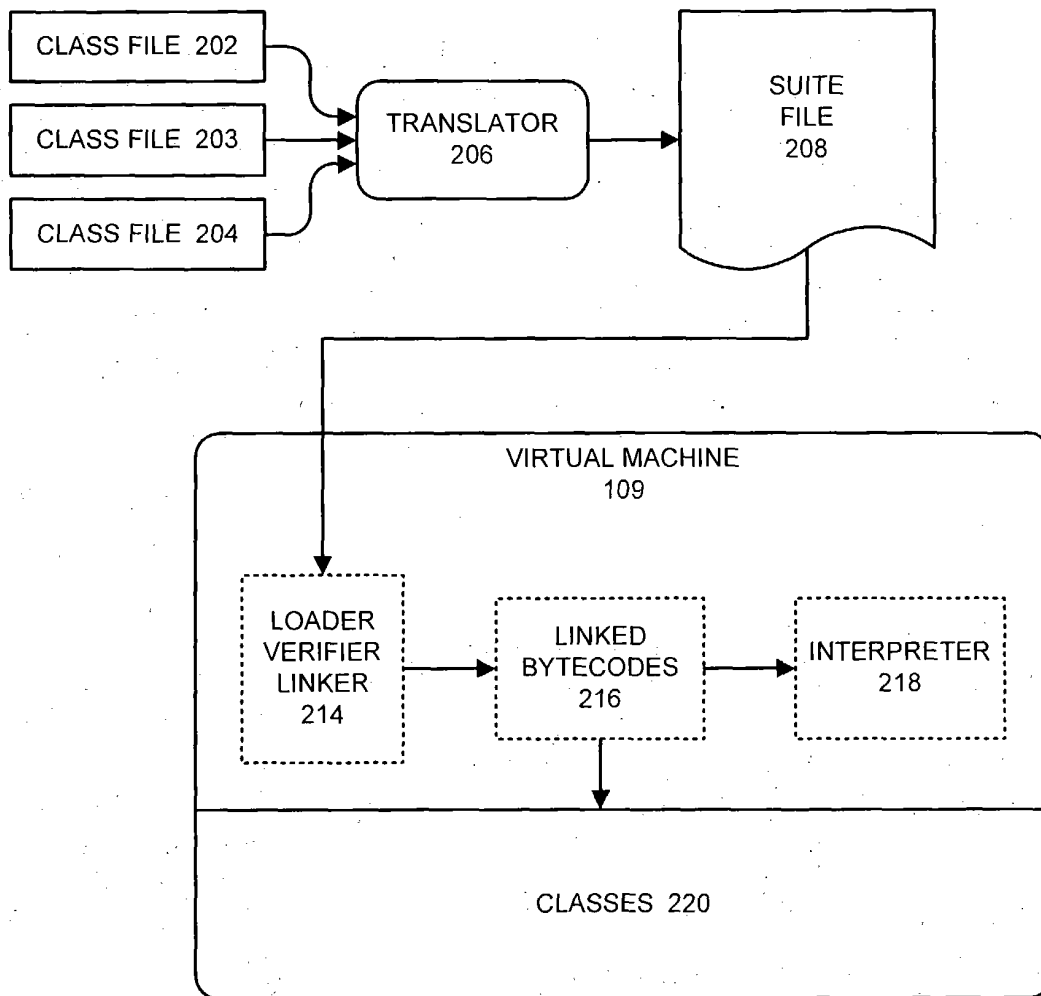 CLASS FILE 202
CLASS FILE 203
CLASS FILE 204
TRANSLATOR
206
SUITE
FILE
208
VIRTUAL MACHINE
109
LOADER
VERIFIER
LINKER
214
LINKED
BYTECODES
216
INTERPRETER
218
CLASSES 220